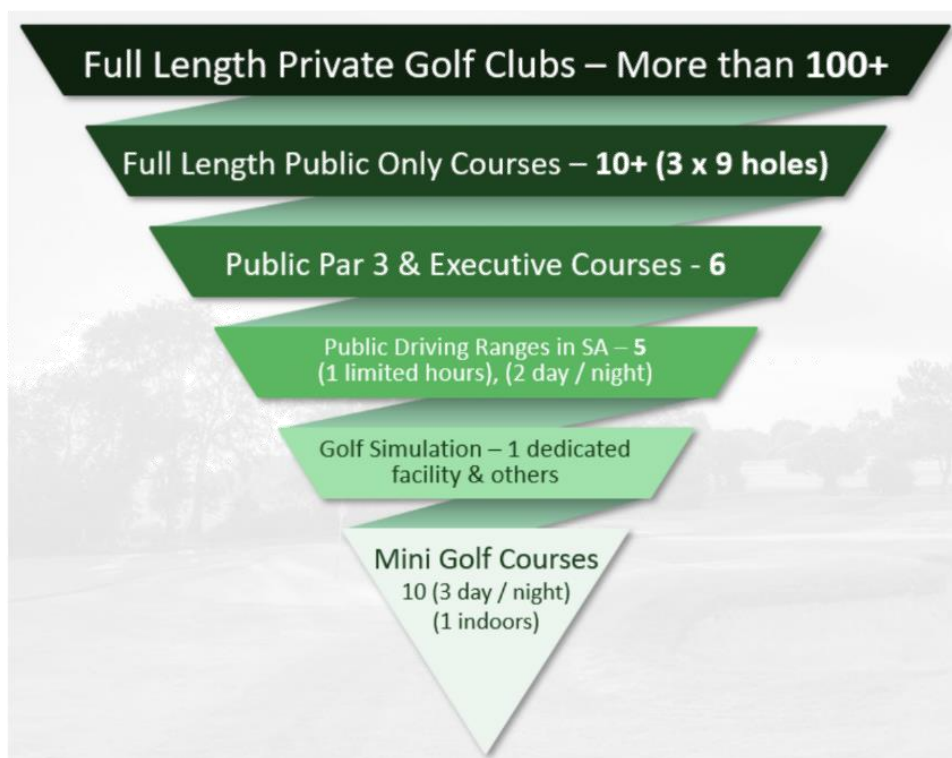 Full Length Private Golf Clubs – More than 100+
Full Length Public Only Courses – 10+ (3 x 9 holes)
Public Par 3 & Executive Courses - 6
Public Driving Ranges in SA – 5
(1 limited hours), (2 day / night)
Golf Simulation – 1 dedicated
facility & others
Mini Golf Courses
10 (3 day / night)
(1 indoors)